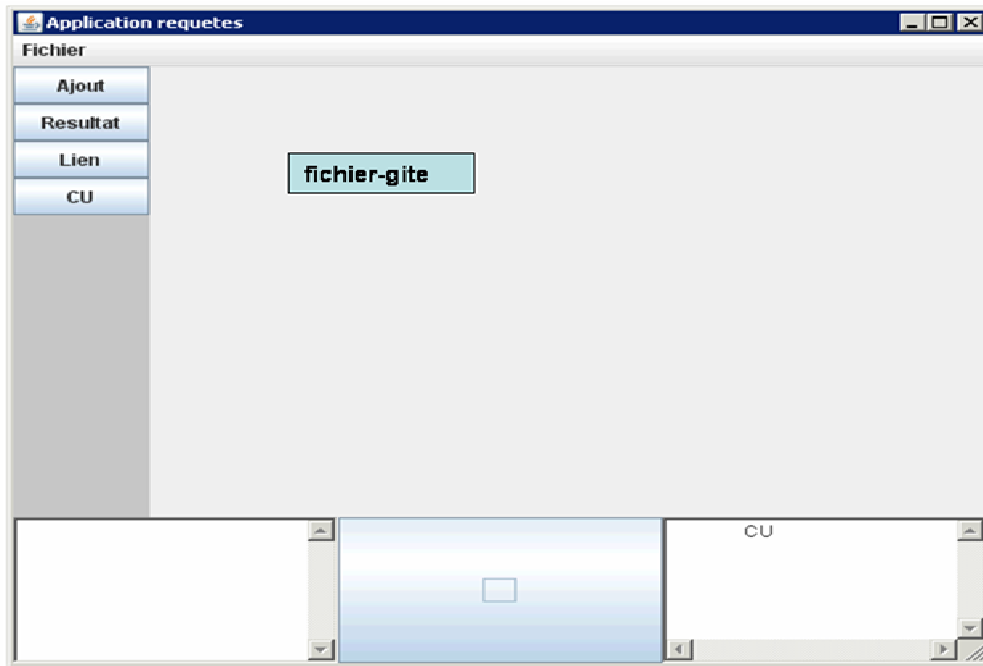 Application requetes
Fichier
Ajout
Resultat
Lien
CU
fichier-gite
CU